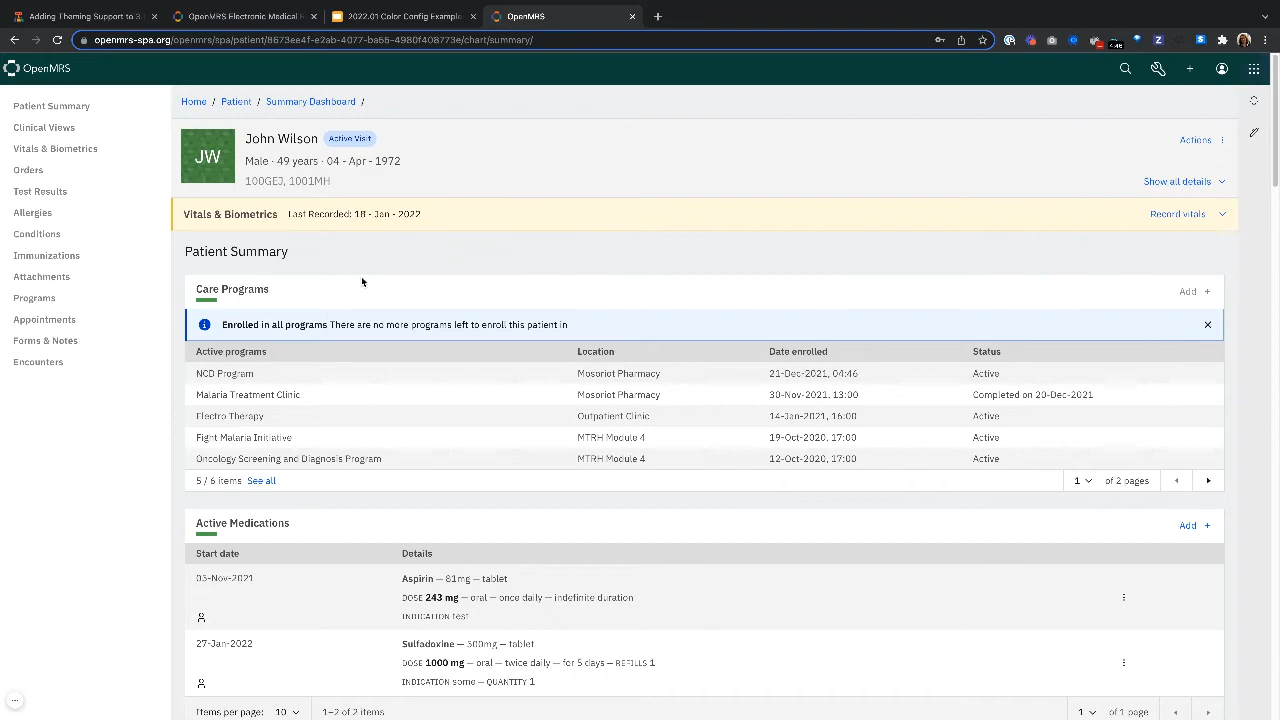 Adding Theming Support to 3.
OpenMRS Electronic Medical R
2022.01 Color Config Example
OpenMRS
openmrs-spa.org/openmrs/spa/patient/8673ee4f-e2ab-4077-ba55-4980f408773e/chart/summary/
OpenMRS
Patient Summary
Clinical Views
Vitals & Biometrics
Orders
Test Results
Allergies
Conditions
Immunizations
Attachments
Programs
Appointments
Forms & Notes
Encounters
Home / Patient / Summary Dashboard /
JW
John Wilson Active Visit
Male · 49 years · 04 - Apr - 1972
100GEJ, 1001MH
Actions
Show all details
Vitals & Biometrics Last Recorded: 18 - Jan - 2022
Record vitals
Patient Summary
Care Programs
Add +
Enrolled in all programs There are no more programs left to enroll this patient in
Active programs Location Date enrolled Status
NCD Program Mosoriot Pharmacy 21-Dec-2021, 04:46 Active
Malaria Treatment Clinic Mosoriot Pharmacy 30-Nov-2021, 13:00 Completed on 20-Dec-2021
Electro Therapy Outpatient Clinic 14-Jan-2021, 16:00 Active
Fight Malaria Initiative MTRH Module 4 19-Oct-2020, 17:00 Active
Oncology Screening and Diagnosis Program MTRH Module 4 12-Oct-2020, 17:00 Active
5 / 6 items See all
1 of 2 pages
Active Medications
Add +
Start date Details
05-Nov-2021
Aspirin — 81mg — tablet
DOSE 243 mg — oral — once daily — indefinite duration
INDICATION test
27-Jan-2022
Sulfadoxine — 500mg — tablet
DOSE 1000 mg — oral — twice daily — for 5 days — REFILLS 1
INDICATION some — QUANTITY 1
Items per page: 10 1–2 of 2 items
1 of 1 page